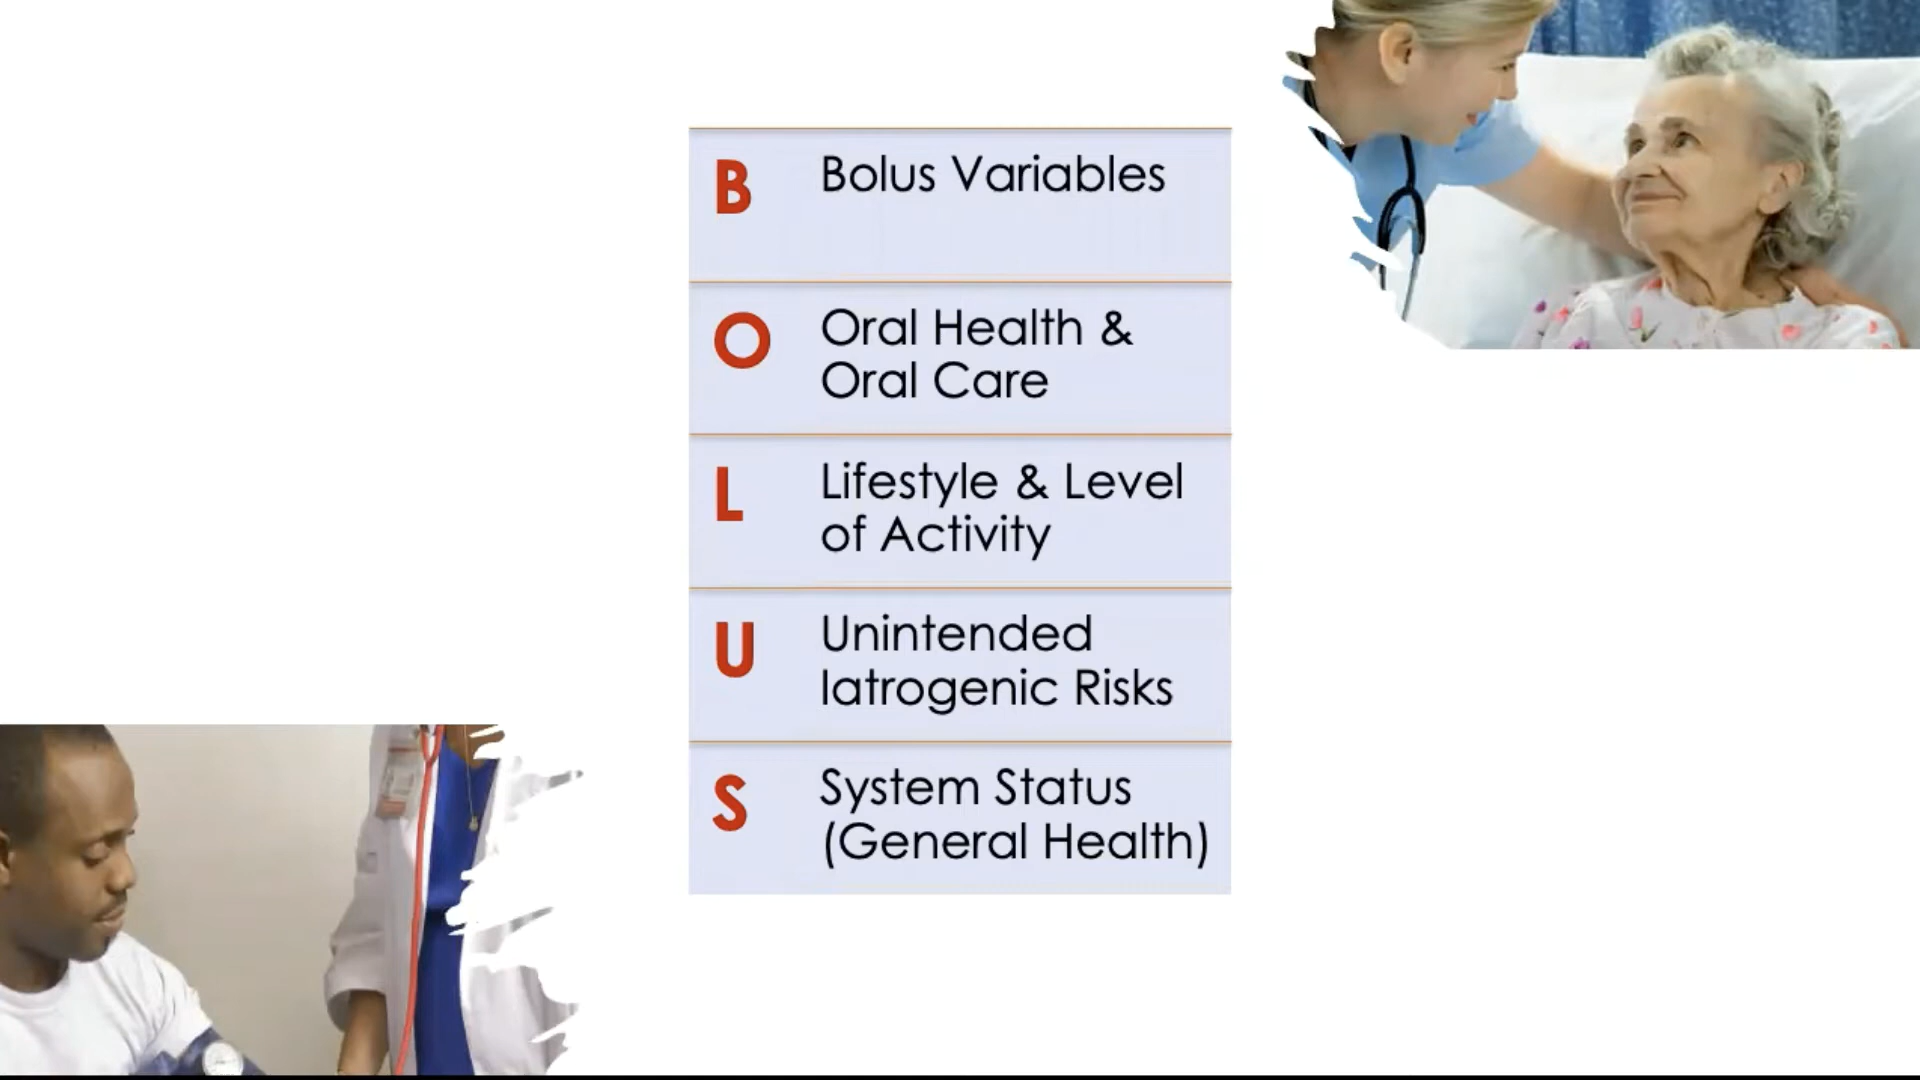 B Bolus Variables
O Oral Health &
Oral Care
L Lifestyle & Level
of Activity
U Unintended
Iatrogenic Risks
S System Status
(General Health)